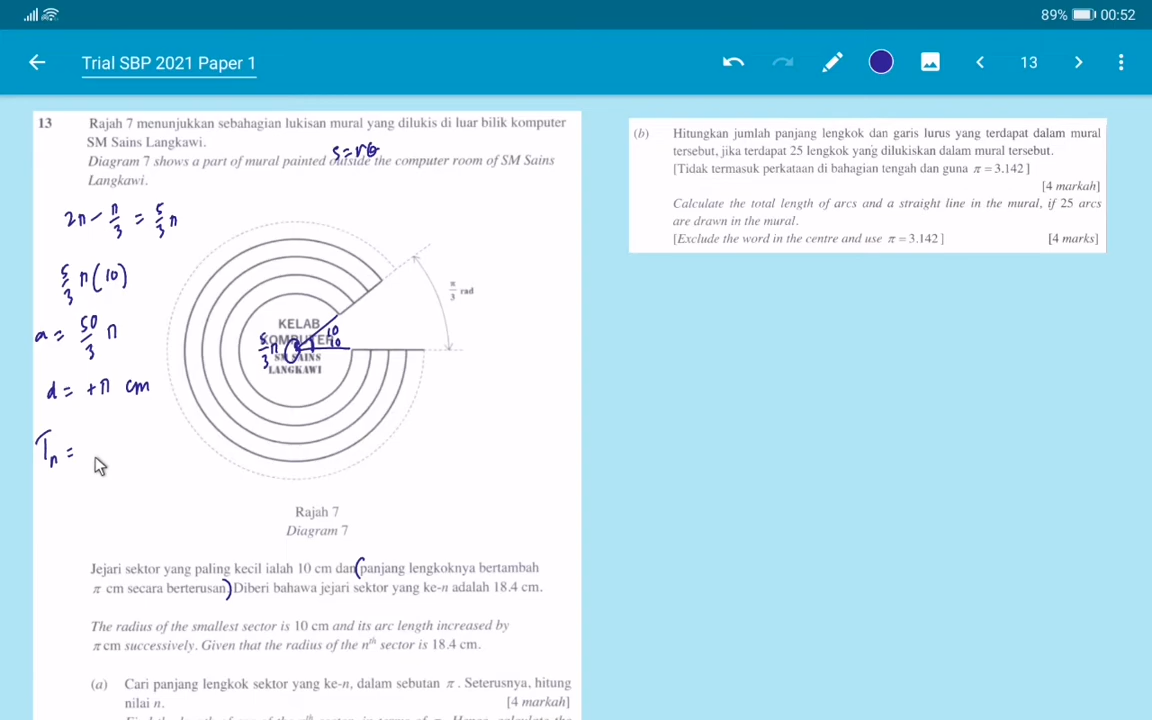 89% 00:52
Trial SBP 2021 Paper 1
13
13 Rajah 7 menunjukkan sebahagian lukisan mural yang dilukis di luar bilik komputer
SM Sains Langkawi.
s=rθ
Diagram 7 shows a part of mural painted outside the computer room of SM Sains
Langkawi.
2π - π/3 = 5/3 π
5/3 π(10)
a = 50/3 π
d = +π cm
Tn =
π/3 rad
KELAB
KOMPUTER
SM SAINS
LANGKAWI
10
10
5/3 π
Rajah 7
Diagram 7
Jejari sektor yang paling kecil ialah 10 cm dan (panjang lengkoknya bertambah
π cm secara berterusan.) Diberi bahawa jejari sektor yang ke-n adalah 18.4 cm.
The radius of the smallest sector is 10 cm and its arc length increased by
π cm successively. Given that the radius of the nth sector is 18.4 cm.
(a) Cari panjang lengkok sektor yang ke-n, dalam sebutan π. Seterusnya, hitung
nilai n.
[4 markah]
(b) Hitungkan jumlah panjang lengkok dan garis lurus yang terdapat dalam mural
tersebut, jika terdapat 25 lengkok yang dilukiskan dalam mural tersebut.
[Tidak termasuk perkataan di bahagian tengah dan guna π = 3.142]
[4 markah]
Calculate the total length of arcs and a straight line in the mural, if 25 arcs
are drawn in the mural.
[Exclude the word in the centre and use π = 3.142] [4 marks]